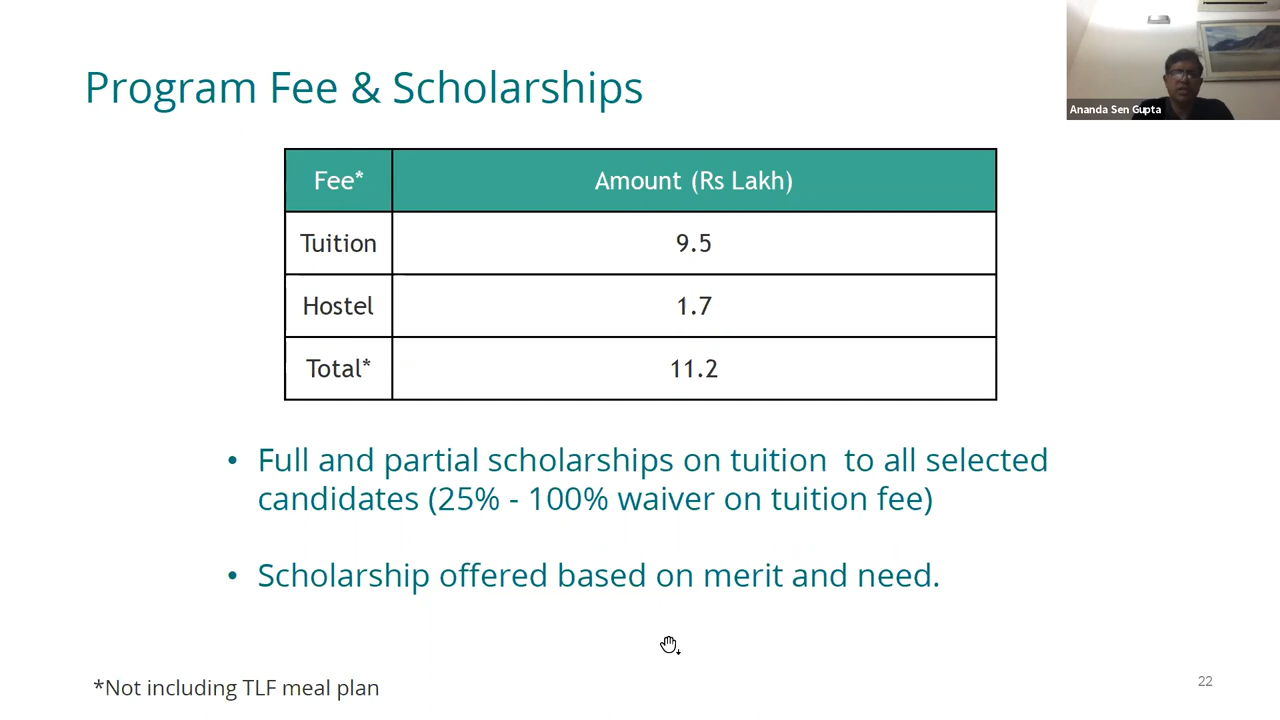 Program Fee & Scholarships
Ananda Sen Gupta
Fee* Amount (Rs Lakh)
Tuition 9.5
Hostel 1.7
Total* 11.2
• Full and partial scholarships on tuition to all selected
candidates (25% - 100% waiver on tuition fee)
• Scholarship offered based on merit and need.
*Not including TLF meal plan
22